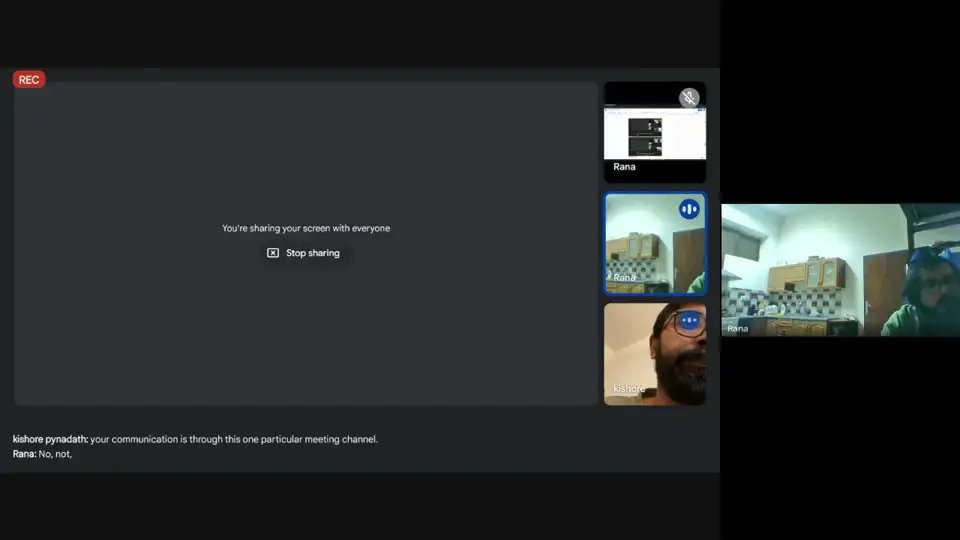 REC
You're sharing your screen with everyone
Stop sharing
Rana
Rana
kishore
Rana
kishore pynadath: your communication is through this one particular meeting channel.
Rana: No, not,